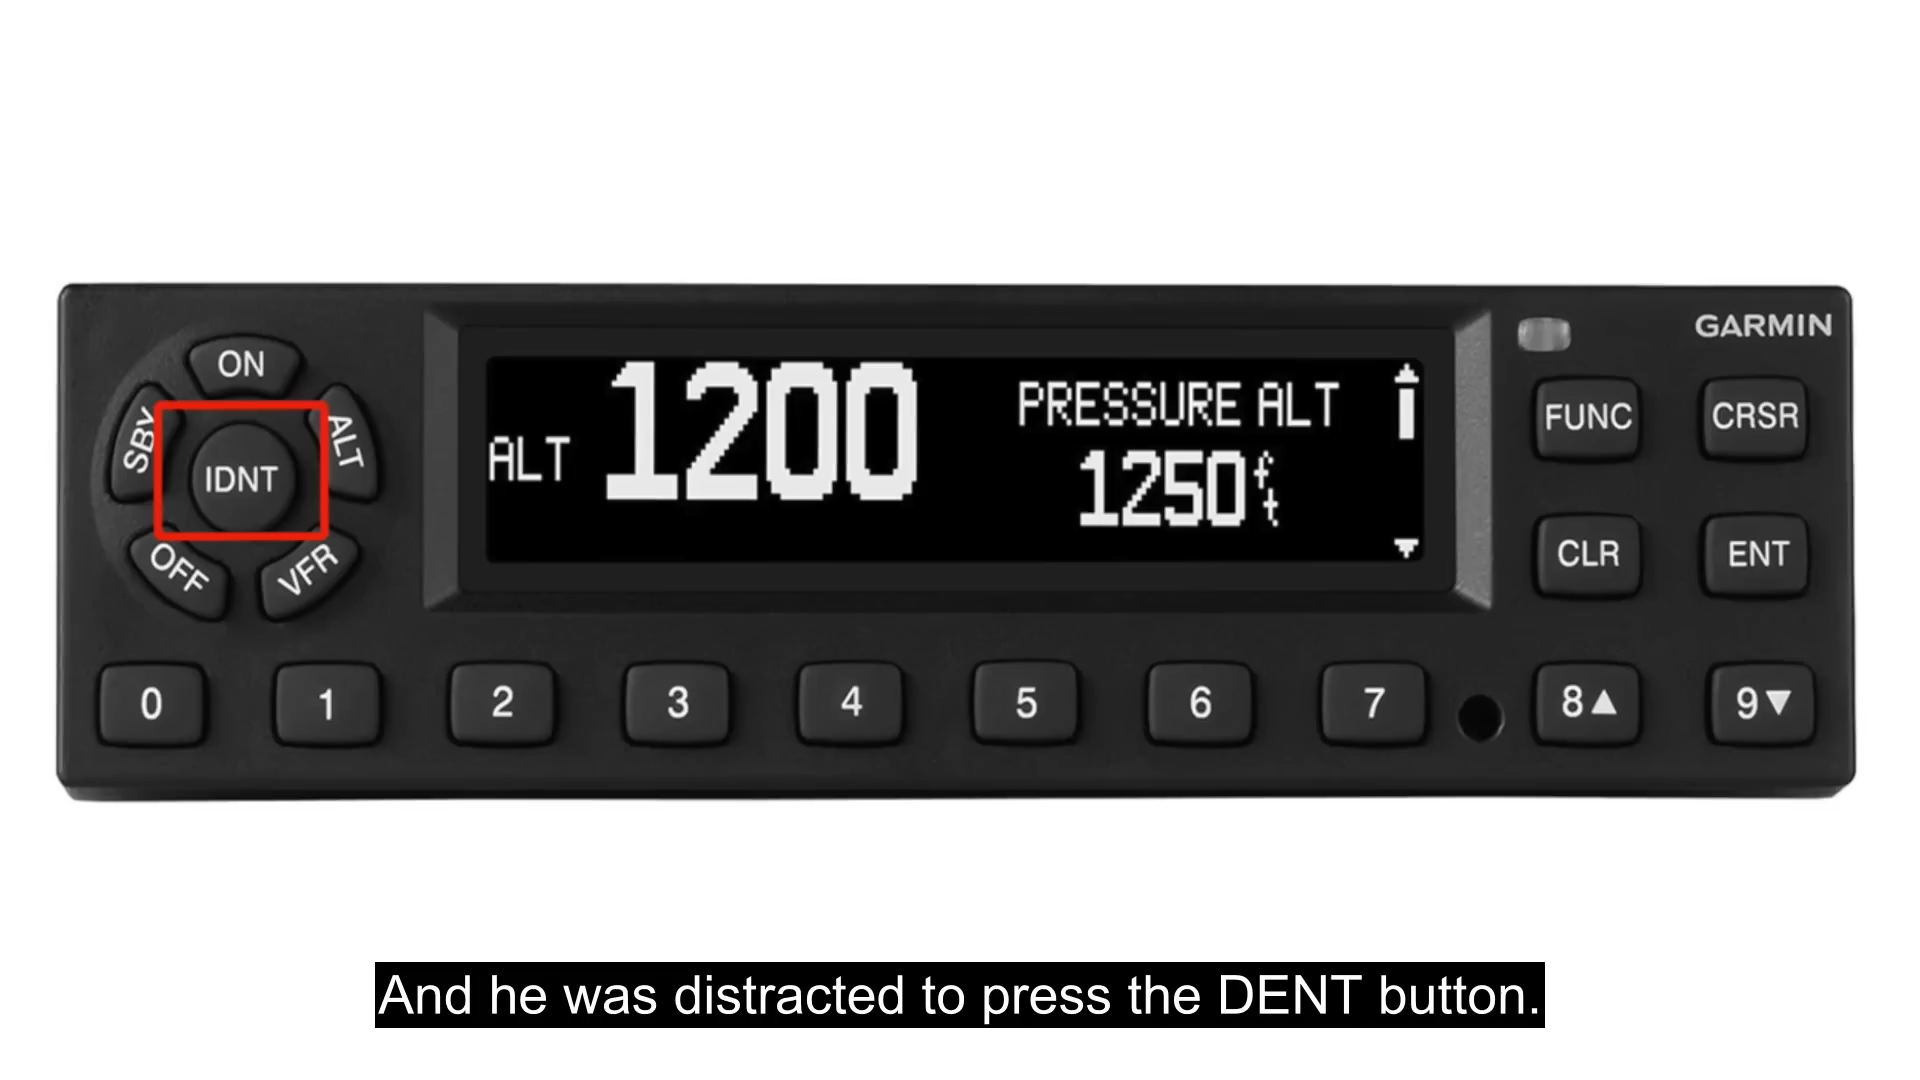 GARMIN
ON
SBY
ALT
IDNT
OFF
VFR
ALT
1200
PRESSURE ALT
1250ft
FUNC
CRSR
CLR
ENT
0
1
2
3
4
5
6
7
8▲
9▼
And he was distracted to press the DENT button.